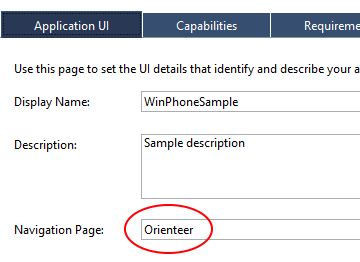 Application UI
Capabilities
Use this page to set the UI details that identify and describe your a
Display Name:
WinPhoneSample
Description:
Sample description
Navigation Page:
Orienteer